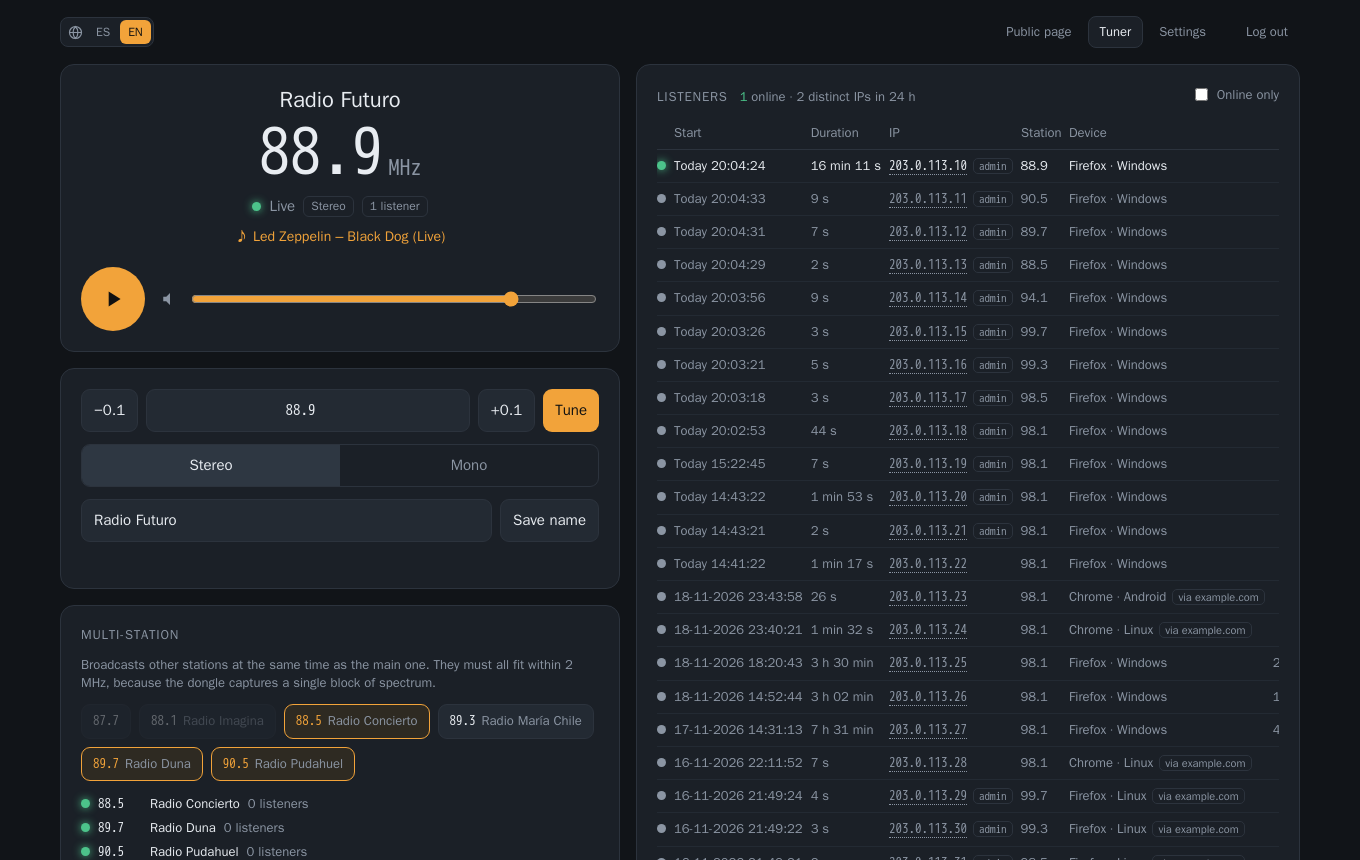 ES EN
Public page Tuner Settings Log out
Radio Futuro
88.9 MHz
Live Stereo 1 listener
♪ Led Zeppelin – Black Dog (Live)
−0.1 88.9 +0.1 Tune
Stereo Mono
Radio Futuro Save name
MULTI-STATION
Broadcasts other stations at the same time as the main one. They must all fit within 2
MHz, because the dongle captures a single block of spectrum.
87.7 88.1 Radio Imagina 88.5 Radio Concierto 89.3 Radio María Chile
89.7 Radio Duna 90.5 Radio Pudahuel
88.5 Radio Concierto 0 listeners
89.7 Radio Duna 0 listeners
90.5 Radio Pudahuel 0 listeners
LISTENERS 1 online · 2 distinct IPs in 24 h Online only
Start Duration IP Station Device
Today 20:04:24 16 min 11 s 203.0.113.10 admin 88.9 Firefox · Windows
Today 20:04:33 9 s 203.0.113.11 admin 90.5 Firefox · Windows
Today 20:04:31 7 s 203.0.113.12 admin 89.7 Firefox · Windows
Today 20:04:29 2 s 203.0.113.13 admin 88.5 Firefox · Windows
Today 20:03:56 9 s 203.0.113.14 admin 94.1 Firefox · Windows
Today 20:03:26 3 s 203.0.113.15 admin 99.7 Firefox · Windows
Today 20:03:21 5 s 203.0.113.16 admin 99.3 Firefox · Windows
Today 20:03:18 3 s 203.0.113.17 admin 98.5 Firefox · Windows
Today 20:02:53 44 s 203.0.113.18 admin 98.1 Firefox · Windows
Today 15:22:45 7 s 203.0.113.19 admin 98.1 Firefox · Windows
Today 14:43:22 1 min 53 s 203.0.113.20 admin 98.1 Firefox · Windows
Today 14:43:21 2 s 203.0.113.21 admin 98.1 Firefox · Windows
Today 14:41:22 1 min 17 s 203.0.113.22 98.1 Firefox · Windows
18-11-2026 23:43:58 26 s 203.0.113.23 98.1 Chrome · Android via example.com
18-11-2026 23:40:21 1 min 32 s 203.0.113.24 98.1 Chrome · Linux via example.com
18-11-2026 18:20:43 3 h 30 min 203.0.113.25 98.1 Firefox · Windows 2
18-11-2026 14:52:44 3 h 02 min 203.0.113.26 98.1 Firefox · Windows 1
17-11-2026 14:31:13 7 h 31 min 203.0.113.27 98.1 Firefox · Windows 4
16-11-2026 22:11:52 7 s 203.0.113.28 98.1 Chrome · Linux via example.com
16-11-2026 21:49:24 4 s 203.0.113.29 admin 99.7 Firefox · Linux via example.com
16-11-2026 21:49:22 3 s 203.0.113.30 admin 99.3 Firefox · Linux via example.com